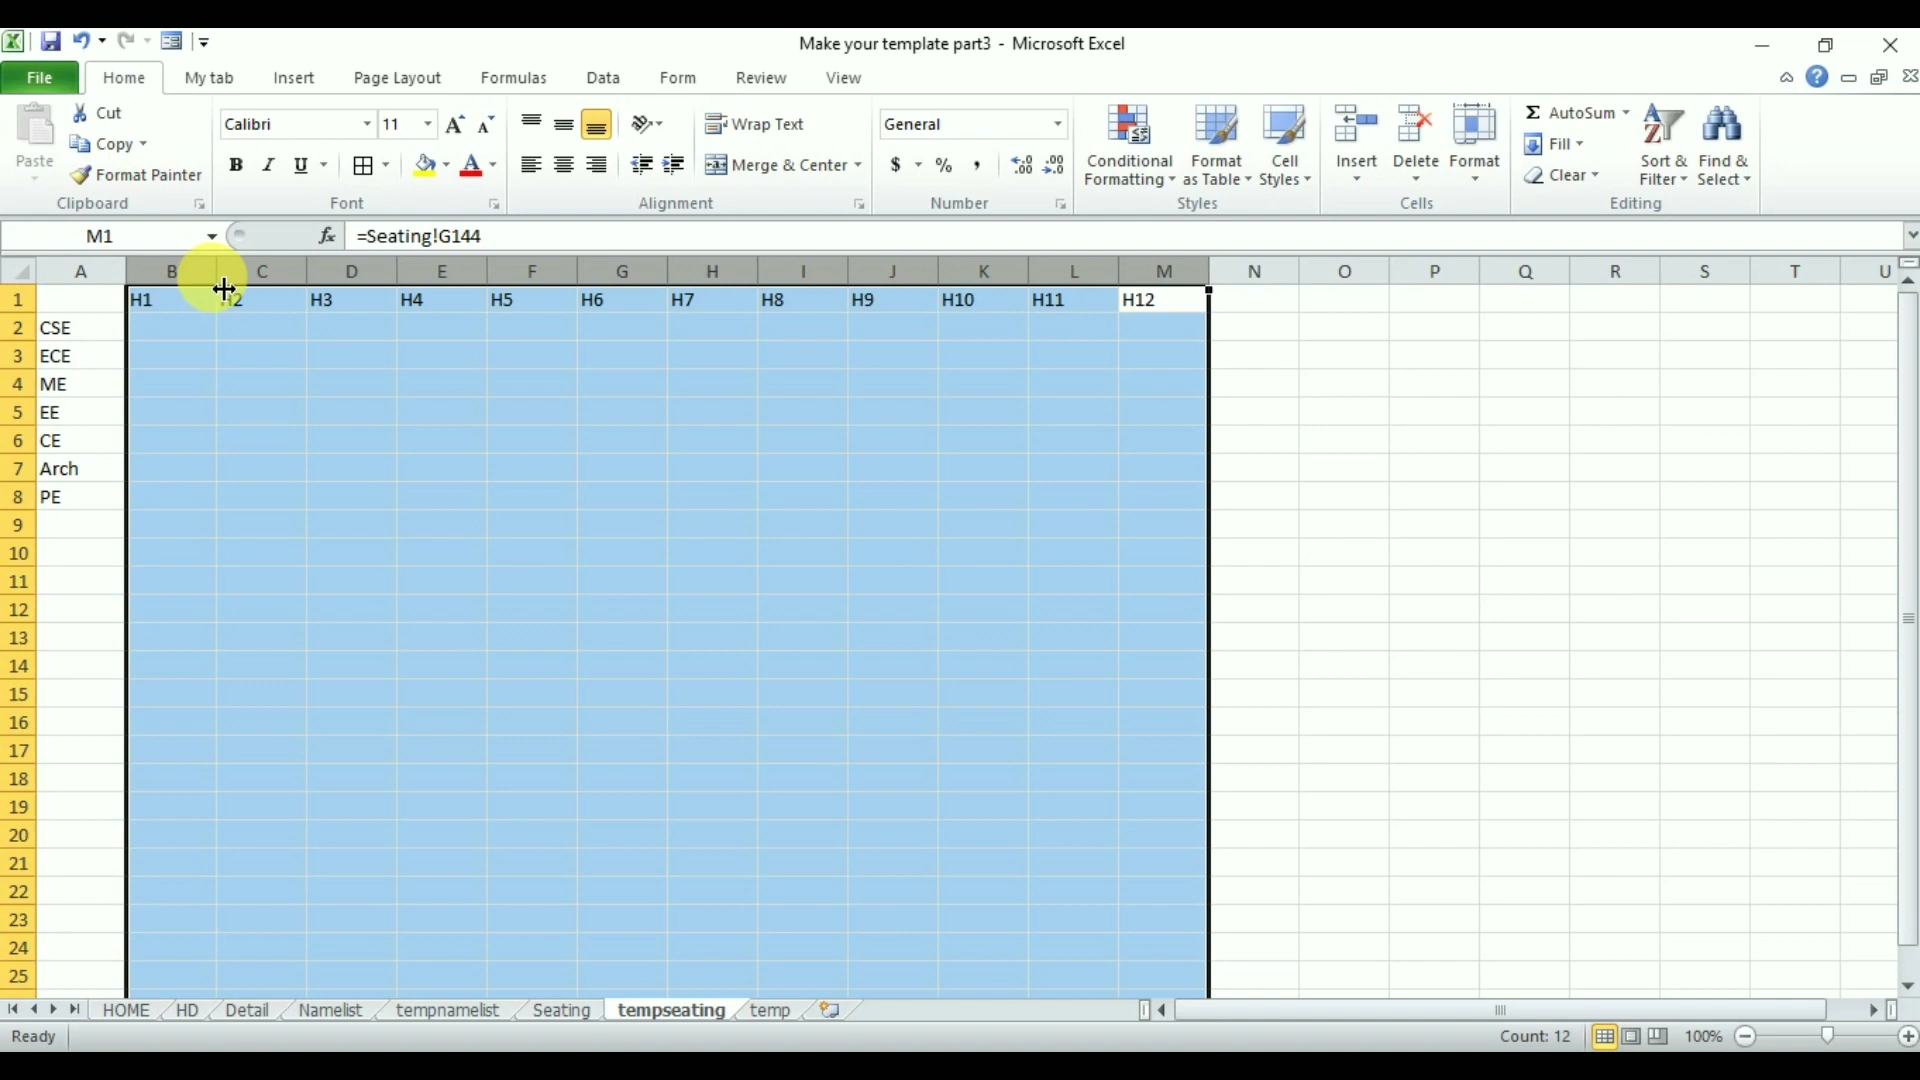 Make your template part3 - Microsoft Excel
File Home My tab Insert Page Layout Formulas Data Form Review View
Paste Cut Copy Format Painter
Calibri 11
B I U A
Wrap Text
Merge & Center
General
$ % ,
Conditional Formatting Format as Table Cell Styles
Insert Delete Format
AutoSum Fill Clear
Sort & Filter Find & Select
Clipboard Font Alignment Number Styles Cells Editing
M1 fx =Seating!G144
A B C D E F G H I J K L M N O P Q R S T U
1 H1 H2 H3 H4 H5 H6 H7 H8 H9 H10 H11 H12
2 CSE
3 ECE
4 ME
5 EE
6 CE
7 Arch
8 PE
9
10
11
12
13
14
15
16
17
18
19
20
21
22
23
24
25
HOME HD Detail Namelist tempnamelist Seating tempseating temp
Ready Count: 12 100%